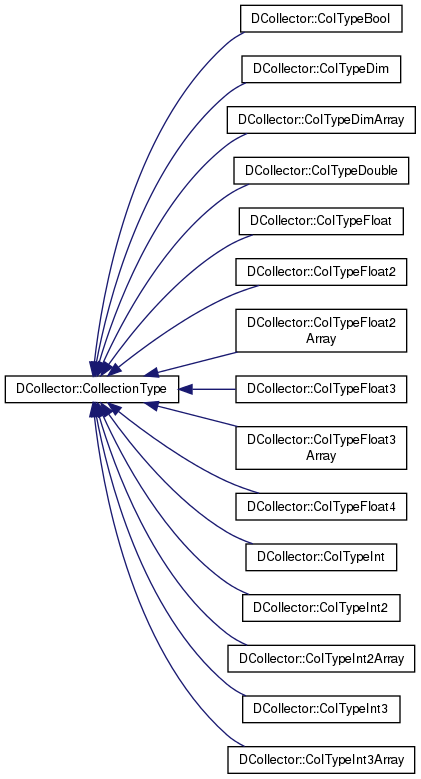 DCollector::ColTypeBool
DCollector::ColTypeDim
DCollector::ColTypeDimArray
DCollector::ColTypeDouble
DCollector::ColTypeFloat
DCollector::ColTypeFloat2
DCollector::ColTypeFloat2
Array
DCollector::CollectionType
DCollector::ColTypeFloat3
DCollector::ColTypeFloat3
Array
DCollector::ColTypeFloat4
DCollector::ColTypeInt
DCollector::ColTypeInt2
DCollector::ColTypeInt2Array
DCollector::ColTypeInt3
DCollector::ColTypeInt3Array